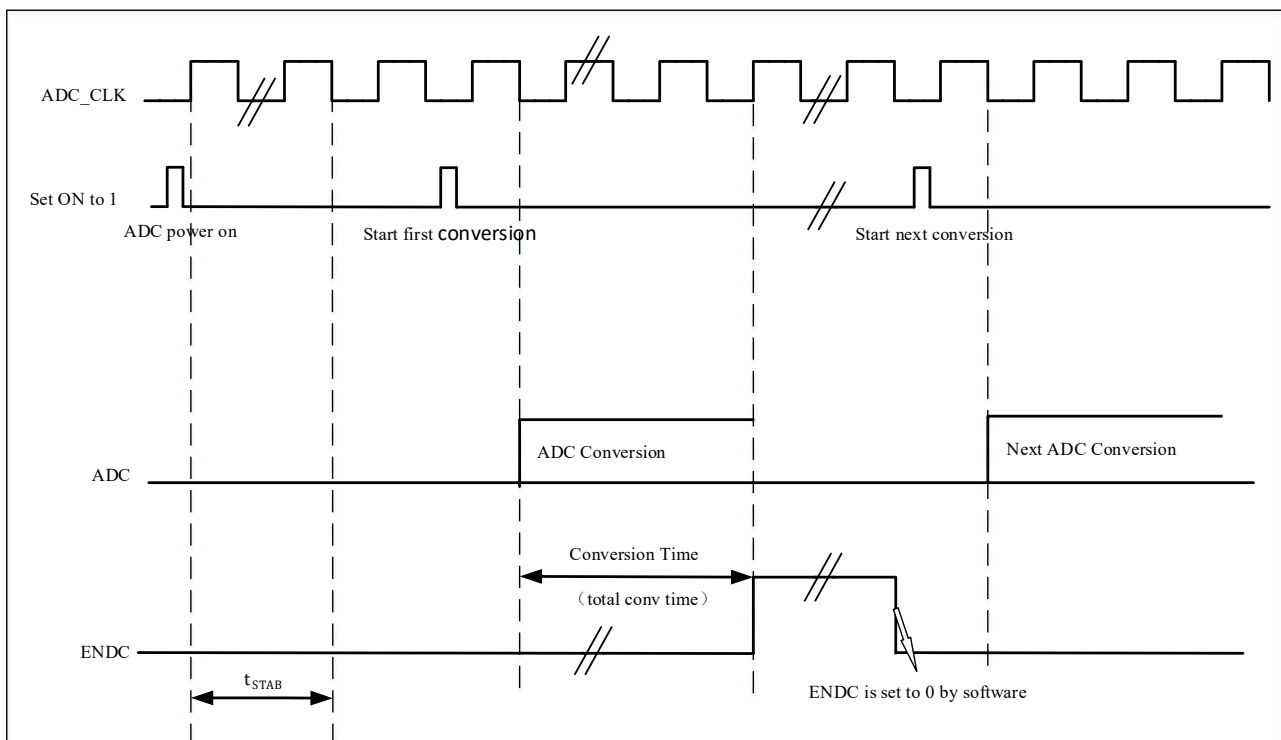 ADC_CLK
Set ON to 1
ADC power on
Start first conversion
Start next conversion
ADC Conversion
Next ADC Conversion
ADC
Conversion Time
（total conv time）
ENDC
tSTAB
ENDC is set to 0 by software